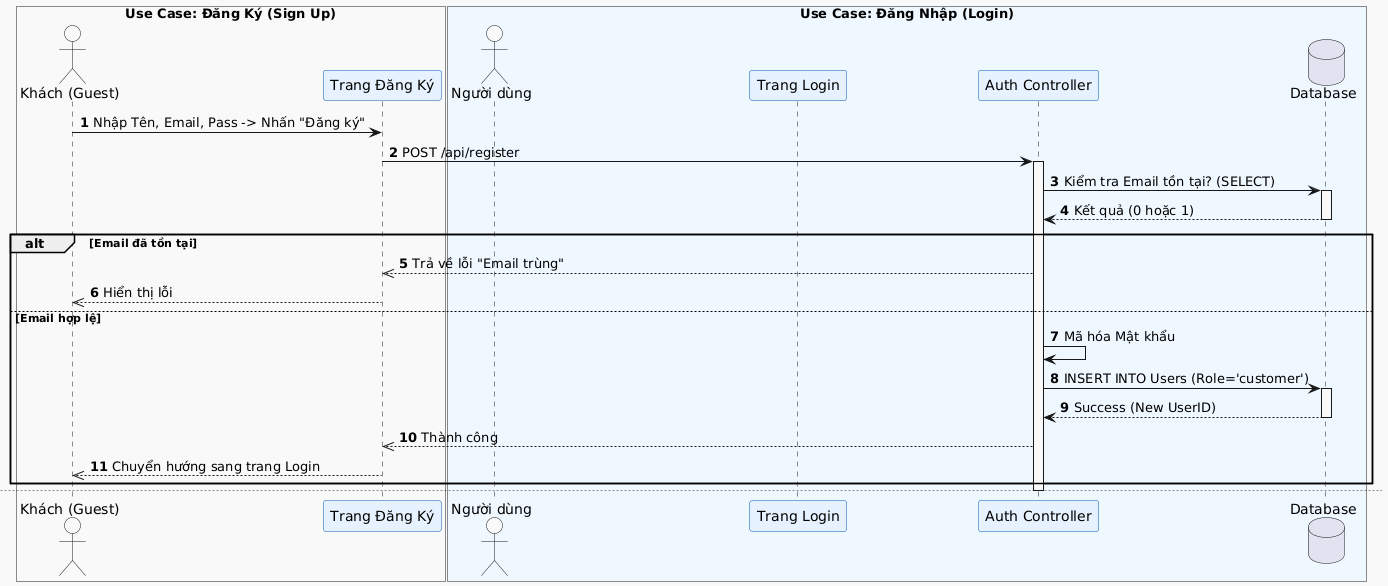 Use Case: Đăng Ký (Sign Up)
Use Case: Đăng Nhập (Login)
Khách (Guest)
Trang Đăng Ký
Người dùng
Trang Login
Auth Controller
Database
1 Nhập Tên, Email, Pass -> Nhấn "Đăng ký"
2 POST /api/register
3 Kiểm tra Email tồn tại? (SELECT)
4 Kết quả (0 hoặc 1)
alt [Email đã tồn tại]
5 Trả về lỗi "Email trùng"
6 Hiển thị lỗi
[Email hợp lệ]
7 Mã hóa Mật khẩu
8 INSERT INTO Users (Role='customer')
9 Success (New UserID)
10 Thành công
11 Chuyển hướng sang trang Login
Khách (Guest)
Trang Đăng Ký
Người dùng
Trang Login
Auth Controller
Database